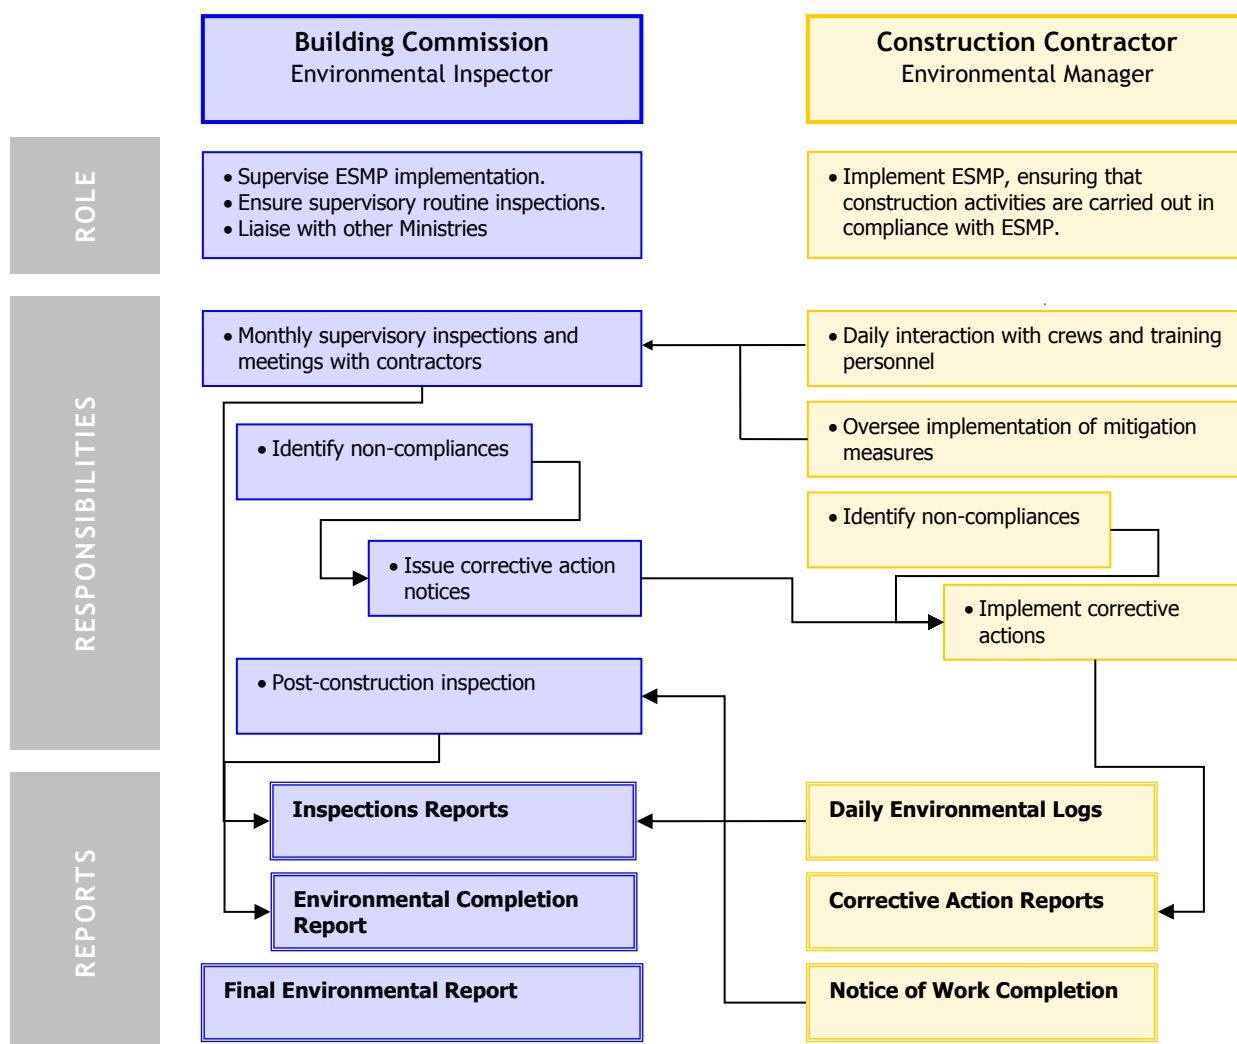 Building Commission
Environmental Inspector
Construction Contractor
Environmental Manager
ROLE
• Supervise ESMP implementation.
• Ensure supervisory routine inspections.
• Liaise with other Ministries
• Implement ESMP, ensuring that
construction activities are carried out in
compliance with ESMP.
RESPONSIBILITIES
• Monthly supervisory inspections and
meetings with contractors
• Daily interaction with crews and training
personnel
• Oversee implementation of mitigation
measures
• Identify non-compliances
• Identify non-compliances
• Issue corrective action
notices
• Implement corrective
actions
• Post-construction inspection
REPORTS
Inspections Reports
Daily Environmental Logs
Environmental Completion
Report
Corrective Action Reports
Final Environmental Report
Notice of Work Completion